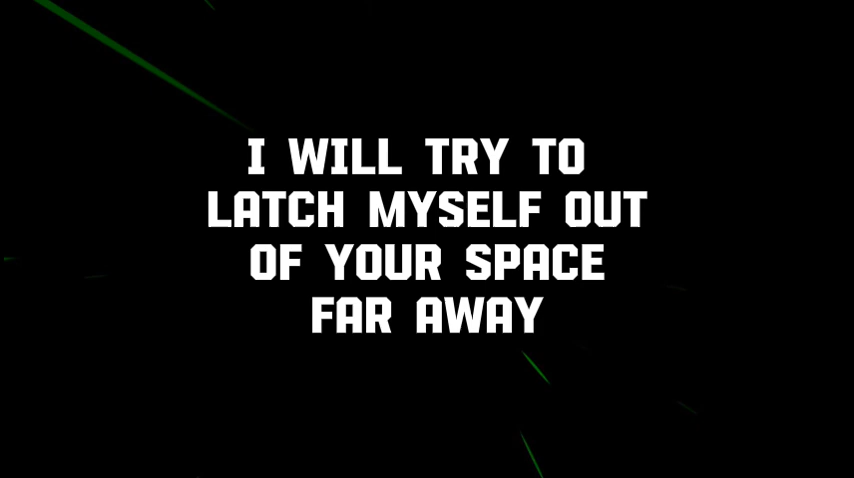 I WILL TRY TO
LATCH MYSELF OUT
OF YOUR SPACE
FAR AWAY